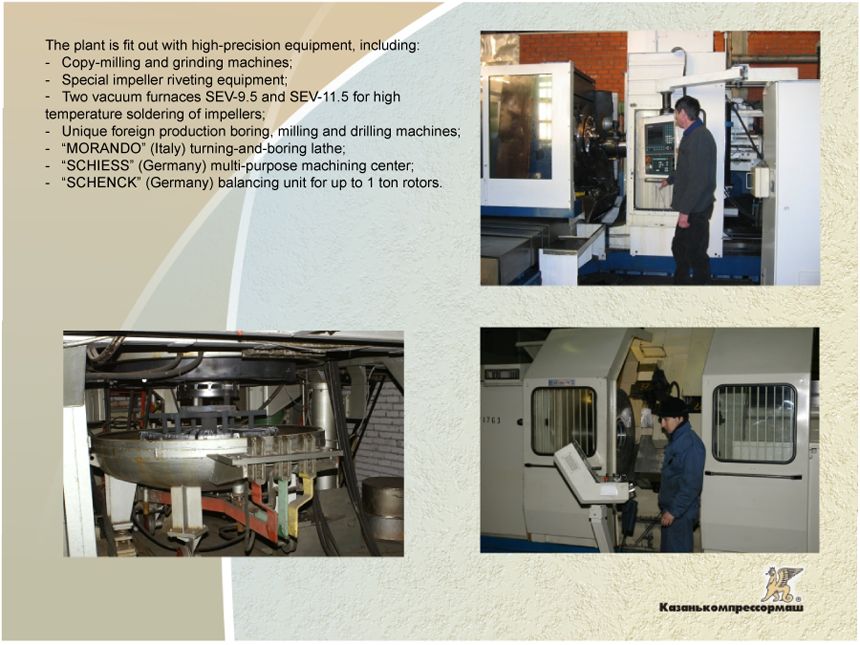 The plant is fit out with high-precision equipment, including:
- Copy-milling and grinding machines;
- Special impeller riveting equipment;
- Two vacuum furnaces SEV-9.5 and SEV-11.5 for high
temperature soldering of impellers;
- Unique foreign production boring, milling and drilling machines;
- “MORANDO” (Italy) turning-and-boring lathe;
- “SCHIESS” (Germany) multi-purpose machining center;
- “SCHENCK” (Germany) balancing unit for up to 1 ton rotors.
1763
®
Казанькомпрессормаш